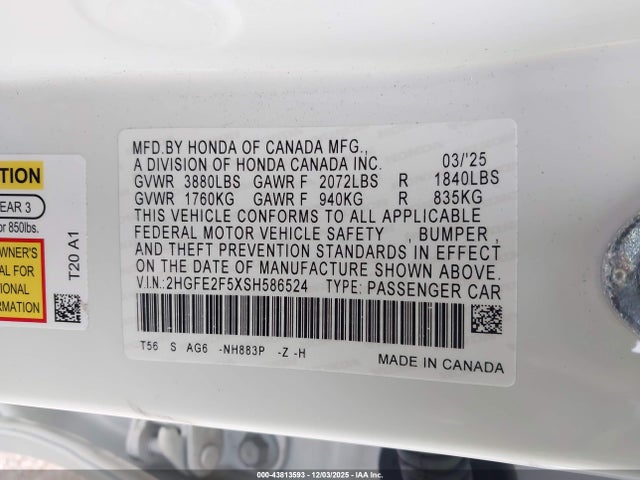 MFD.BY HONDA OF CANADA MFG.,
A DIVISION OF HONDA CANADA INC. 03/'25
GVWR 3880LBS GAWR F 2072LBS R 1840LBS
GVWR 1760KG GAWR F 940KG R 835KG
THIS VEHICLE CONFORMS TO ALL APPLICABLE
FEDERAL MOTOR VEHICLE SAFETY , BUMPER ,
AND THEFT PREVENTION STANDARDS IN EFFECT
ON THE DATE OF MANUFACTURE SHOWN ABOVE.
V.I.N.:2HGFE2F5XSH586524 TYPE: PASSENGER CAR
T56 S AG6 -NH883P -Z -H
MADE IN CANADA
TION
EAR 3
or 850lbs.
WNER'S
AL FOR
TIONAL
RMATION
T20 A1
000-43813593 | 12/03/2025 | IAA Inc.